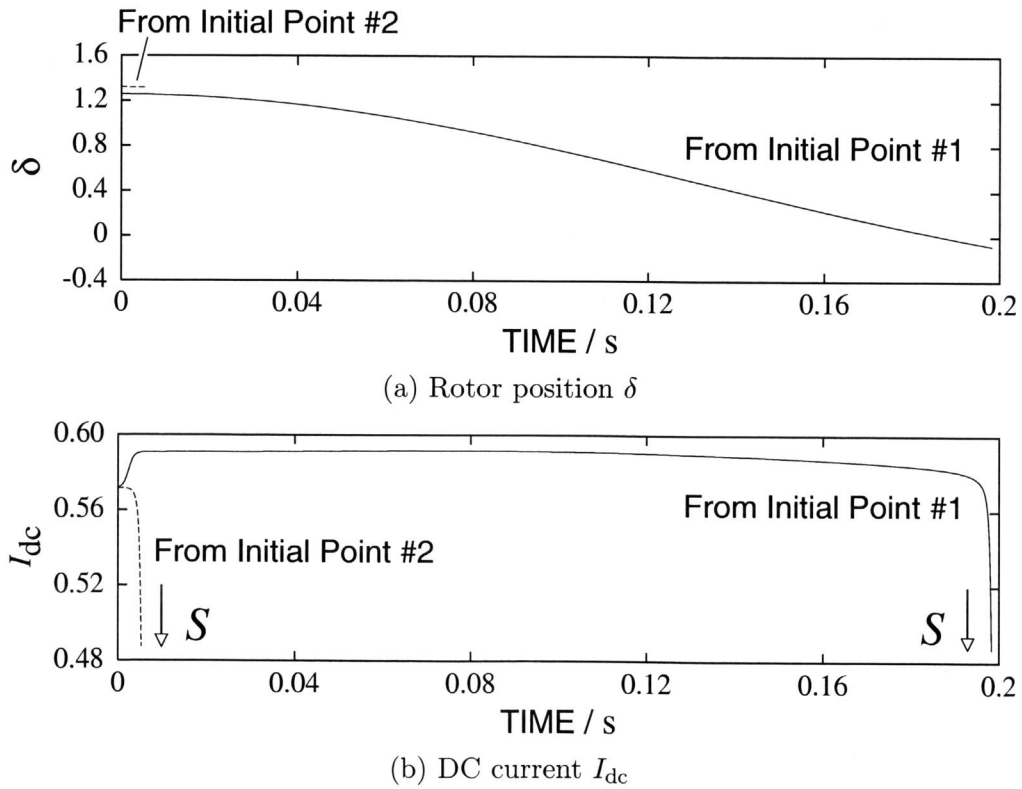 From Initial Point #2
1.6
1.2
0.8
0.4
0
-0.4
δ
From Initial Point #1
0 0.04 0.08 0.12 0.16 0.2
TIME / s
(a) Rotor position δ
0.60
0.56
0.52
0.48
I_dc
From Initial Point #1
From Initial Point #2
S
S
0 0.04 0.08 0.12 0.16 0.2
TIME / s
(b) DC current I_dc